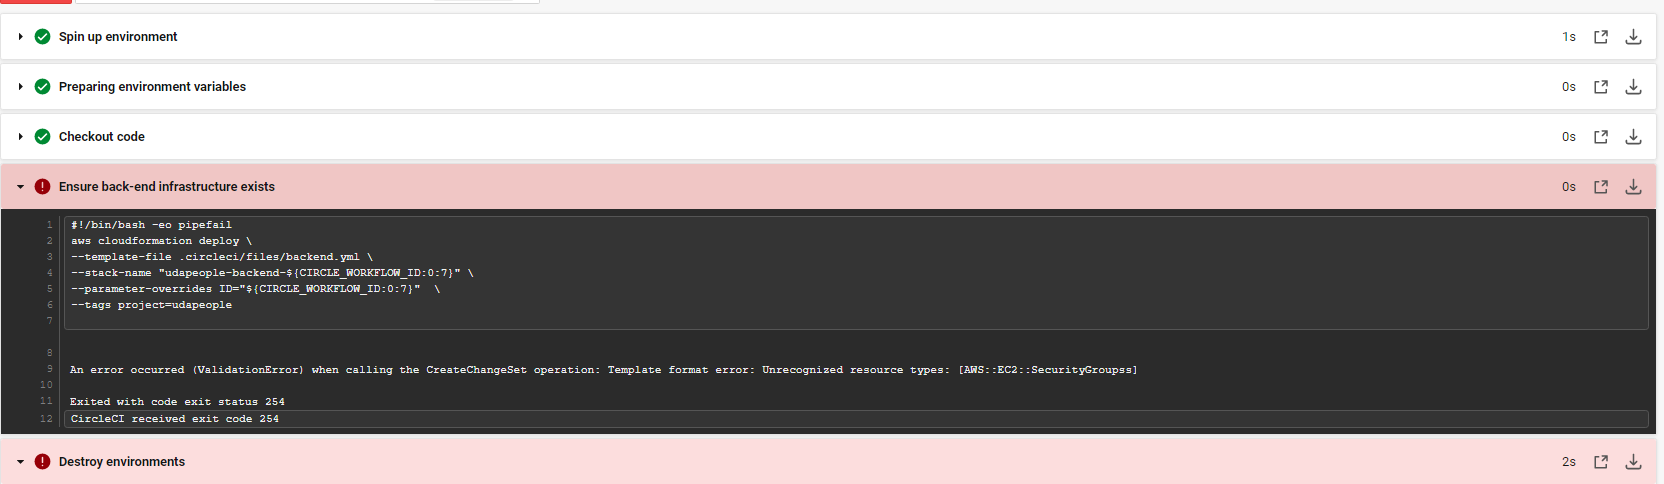 Spin up environment 1s
Preparing environment variables 0s
Checkout code 0s
Ensure back-end infrastructure exists 0s
1 #!/bin/bash -eo pipefail
2 aws cloudformation deploy \
3 --template-file .circleci/files/backend.yml \
4 --stack-name "udapeople-backend-${CIRCLE_WORKFLOW_ID:0:7}" \
5 --parameter-overrides ID="${CIRCLE_WORKFLOW_ID:0:7}"  \
6 --tags project=udapeople
7
8
9 An error occurred (ValidationError) when calling the CreateChangeSet operation: Template format error: Unrecognized resource types: [AWS::EC2::SecurityGroupss]
10
11 Exited with code exit status 254
12 CircleCI received exit code 254
Destroy environments 2s